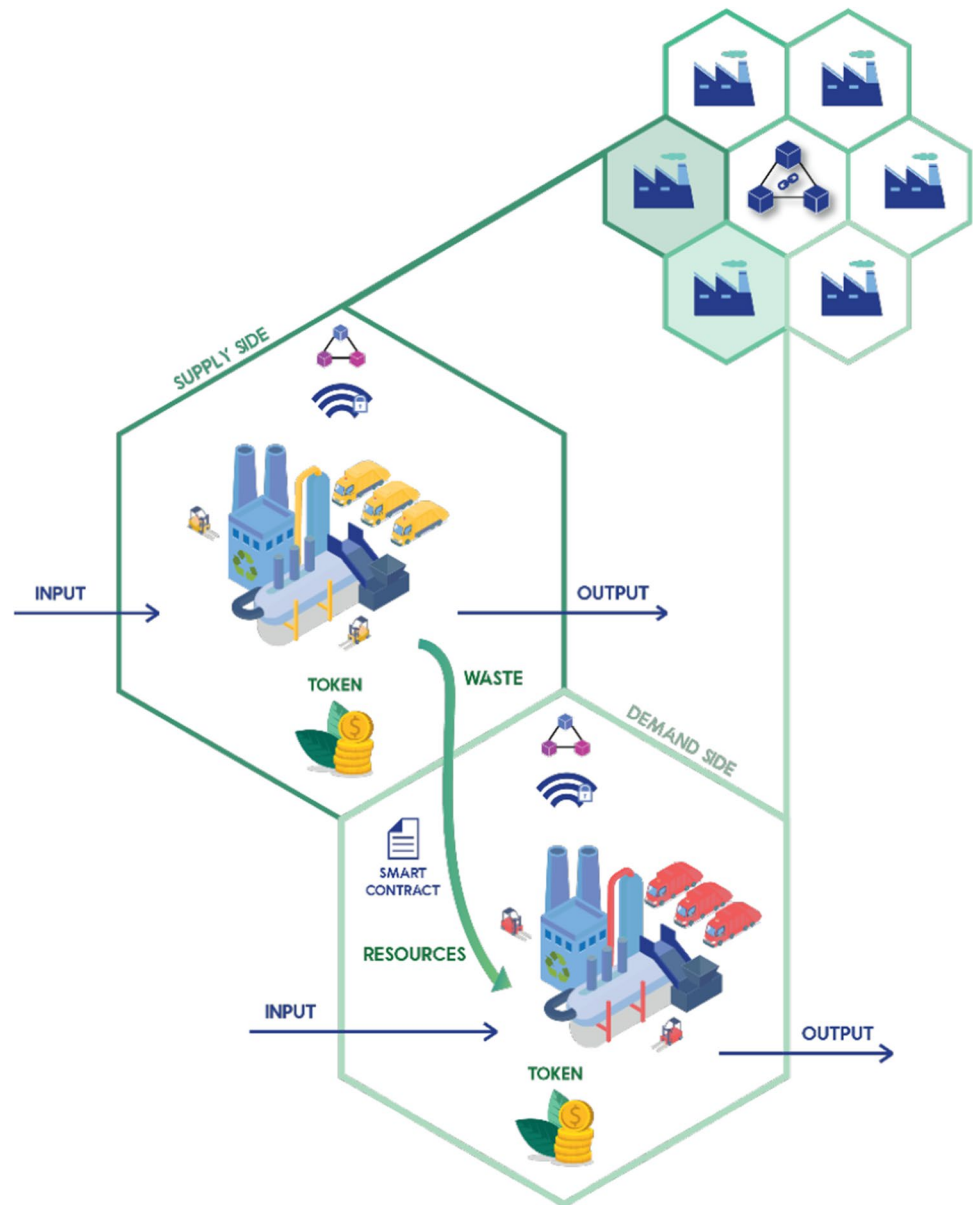 SUPPLY SIDE
INPUT
OUTPUT
WASTE
TOKEN
$
DEMAND SIDE
SMART
CONTRACT
RESOURCES
INPUT
OUTPUT
TOKEN
$